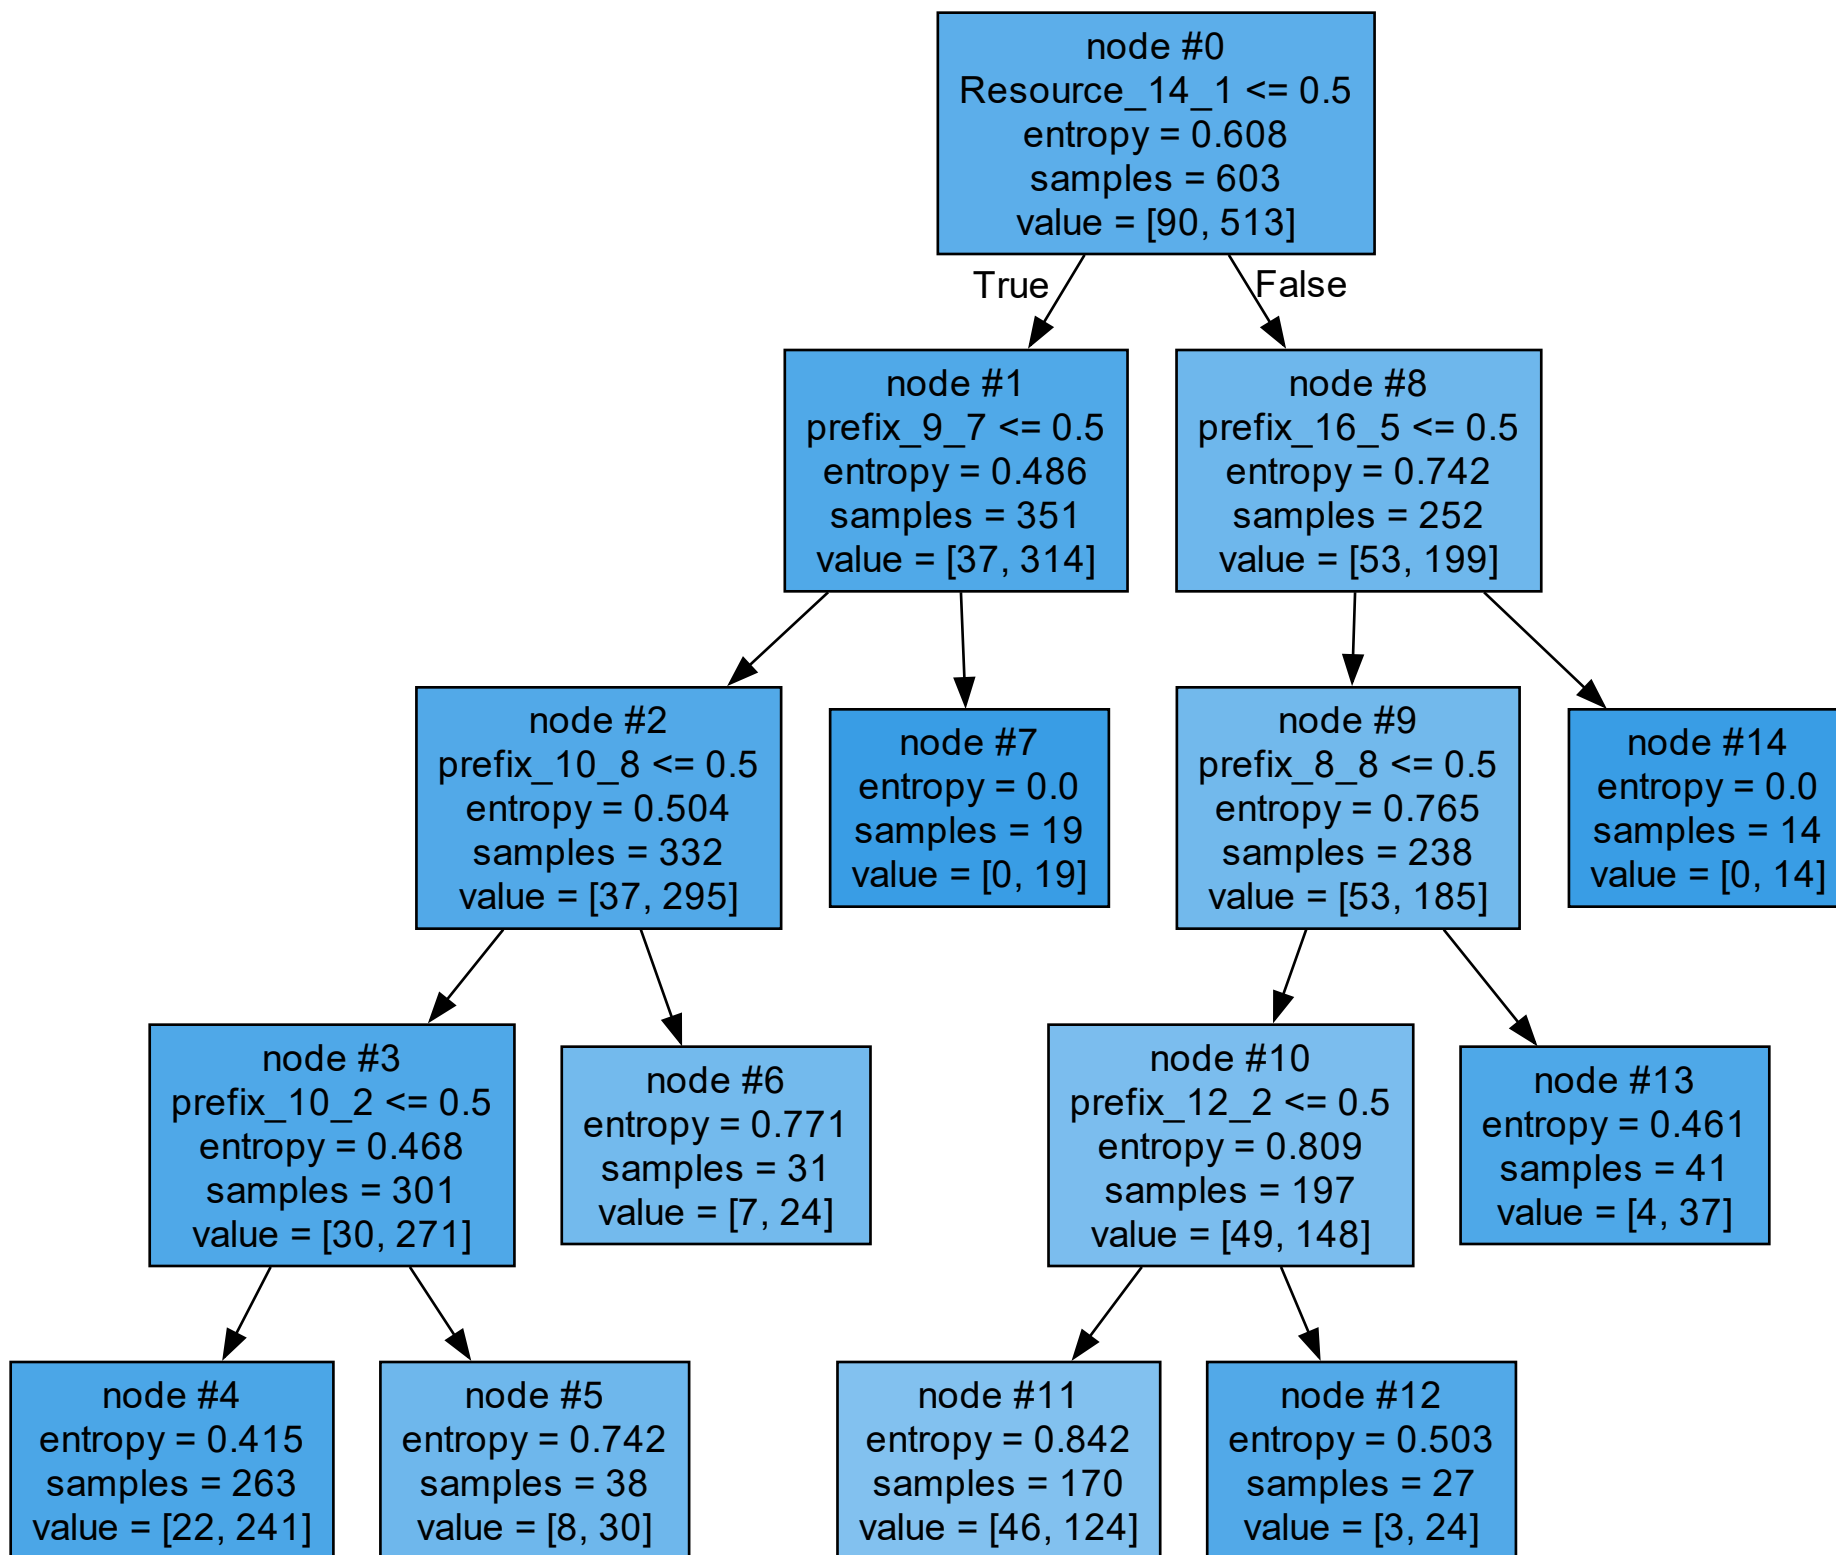 node #0
Resource_14_1 <= 0.5
entropy = 0.608
samples = 603
value = [90, 513]
True
False
node #1
prefix_9_7 <= 0.5
entropy = 0.486
samples = 351
value = [37, 314]
node #8
prefix_16_5 <= 0.5
entropy = 0.742
samples = 252
value = [53, 199]
node #2
prefix_10_8 <= 0.5
entropy = 0.504
samples = 332
value = [37, 295]
node #7
entropy = 0.0
samples = 19
value = [0, 19]
node #9
prefix_8_8 <= 0.5
entropy = 0.765
samples = 238
value = [53, 185]
node #14
entropy = 0.0
samples = 14
value = [0, 14]
node #3
prefix_10_2 <= 0.5
entropy = 0.468
samples = 301
value = [30, 271]
node #6
entropy = 0.771
samples = 31
value = [7, 24]
node #10
prefix_12_2 <= 0.5
entropy = 0.809
samples = 197
value = [49, 148]
node #13
entropy = 0.461
samples = 41
value = [4, 37]
node #4
entropy = 0.415
samples = 263
value = [22, 241]
node #5
entropy = 0.742
samples = 38
value = [8, 30]
node #11
entropy = 0.842
samples = 170
value = [46, 124]
node #12
entropy = 0.503
samples = 27
value = [3, 24]